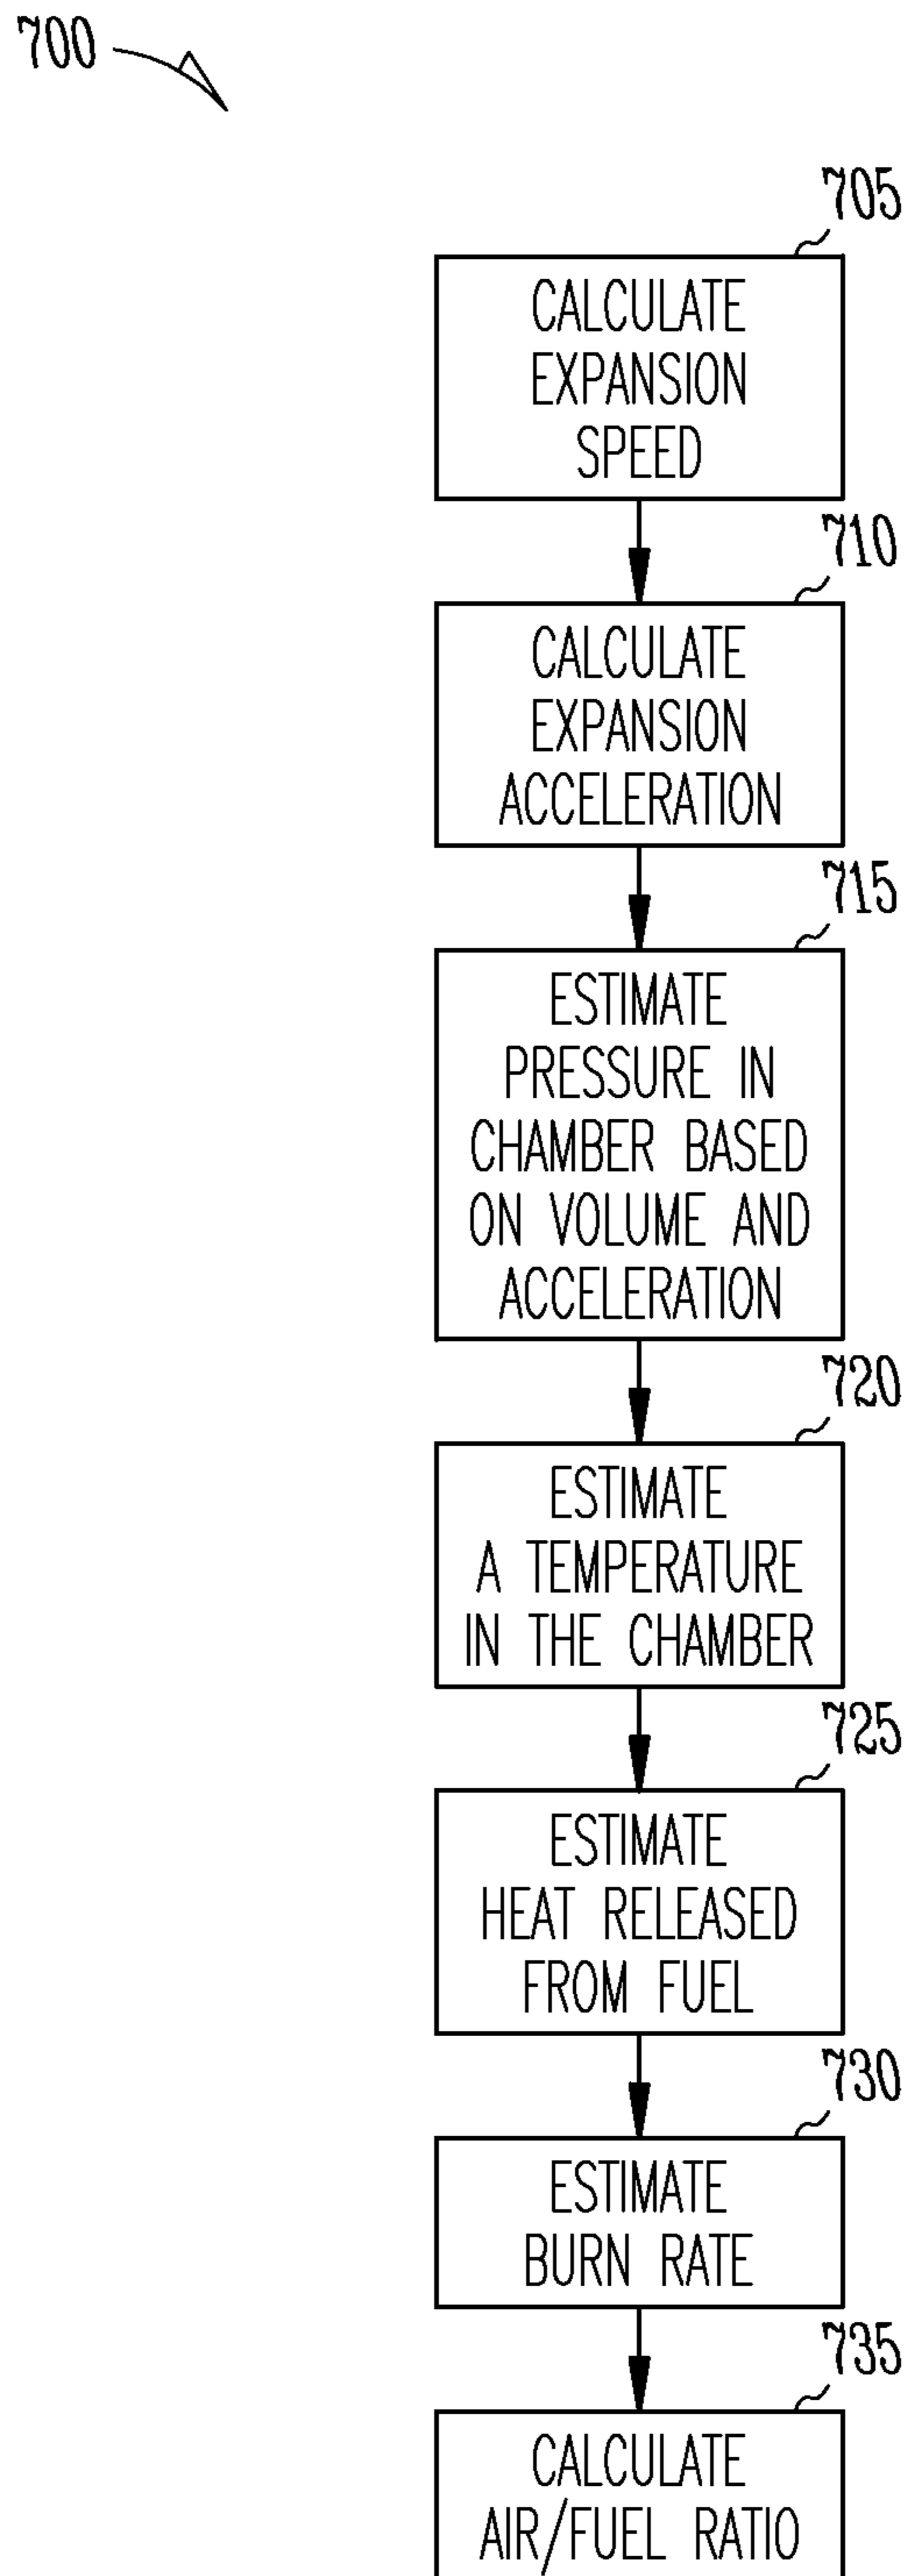 700
705
CALCULATE
EXPANSION
SPEED
710
CALCULATE
EXPANSION
ACCELERATION
715
ESTIMATE
PRESSURE IN
CHAMBER BASED
ON VOLUME AND
ACCELERATION
720
ESTIMATE
A TEMPERATURE
IN THE CHAMBER
725
ESTIMATE
HEAT RELEASED
FROM FUEL
730
ESTIMATE
BURN RATE
735
CALCULATE
AIR/FUEL RATIO